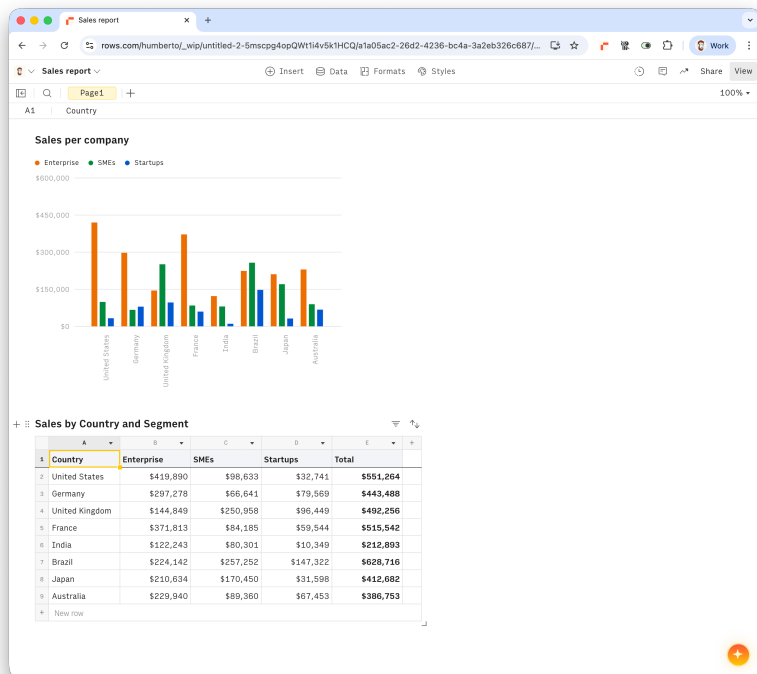 Sales report
rows.com/humberto/_wip/untitled-2-5mscpg4opQWt1i4v5k1HCQ/a1a05ac2-26d2-4236-bc4a-3a2eb326c687/...
Work
Sales report
Insert
Data
Formats
Styles
Share
View
Page1
100%
A1
Country
Sales per company
Enterprise SMEs Startups
$600,000
$450,000
$300,000
$150,000
$0
United States
Germany
United Kingdom
France
India
Brazil
Japan
Australia
Sales by Country and Segment
A B C D E
1 Country Enterprise SMEs Startups Total
2 United States $419,890 $98,633 $32,741 $551,264
3 Germany $297,278 $66,641 $79,569 $443,488
4 United Kingdom $144,849 $250,958 $96,449 $492,256
5 France $371,813 $84,185 $59,544 $515,542
6 India $122,243 $80,301 $10,349 $212,893
7 Brazil $224,142 $257,252 $147,322 $628,716
8 Japan $210,634 $170,450 $31,598 $412,682
9 Australia $229,940 $89,360 $67,453 $386,753
New row